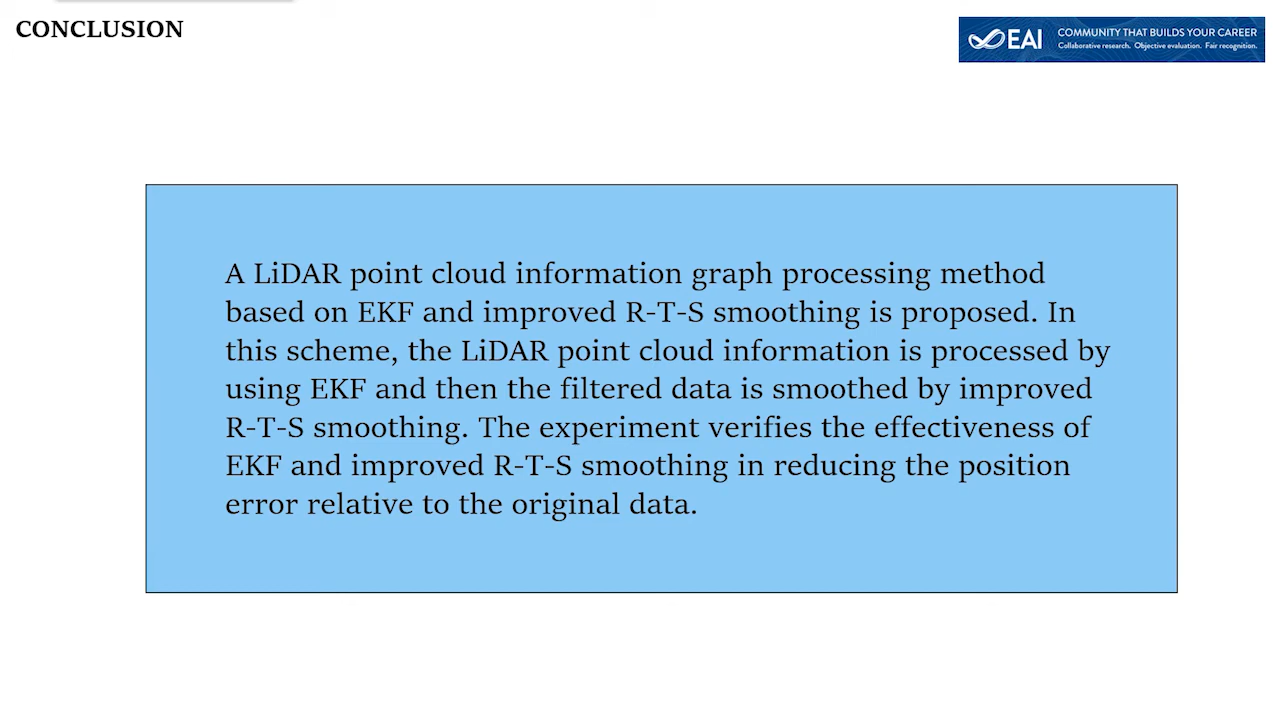 CONCLUSION
EAI
COMMUNITY THAT BUILDS YOUR CAREER
Collaborative research. Objective evaluation. Fair recognition.
A LiDAR point cloud information graph processing method
based on EKF and improved R-T-S smoothing is proposed. In
this scheme, the LiDAR point cloud information is processed by
using EKF and then the filtered data is smoothed by improved
R-T-S smoothing. The experiment verifies the effectiveness of
EKF and improved R-T-S smoothing in reducing the position
error relative to the original data.